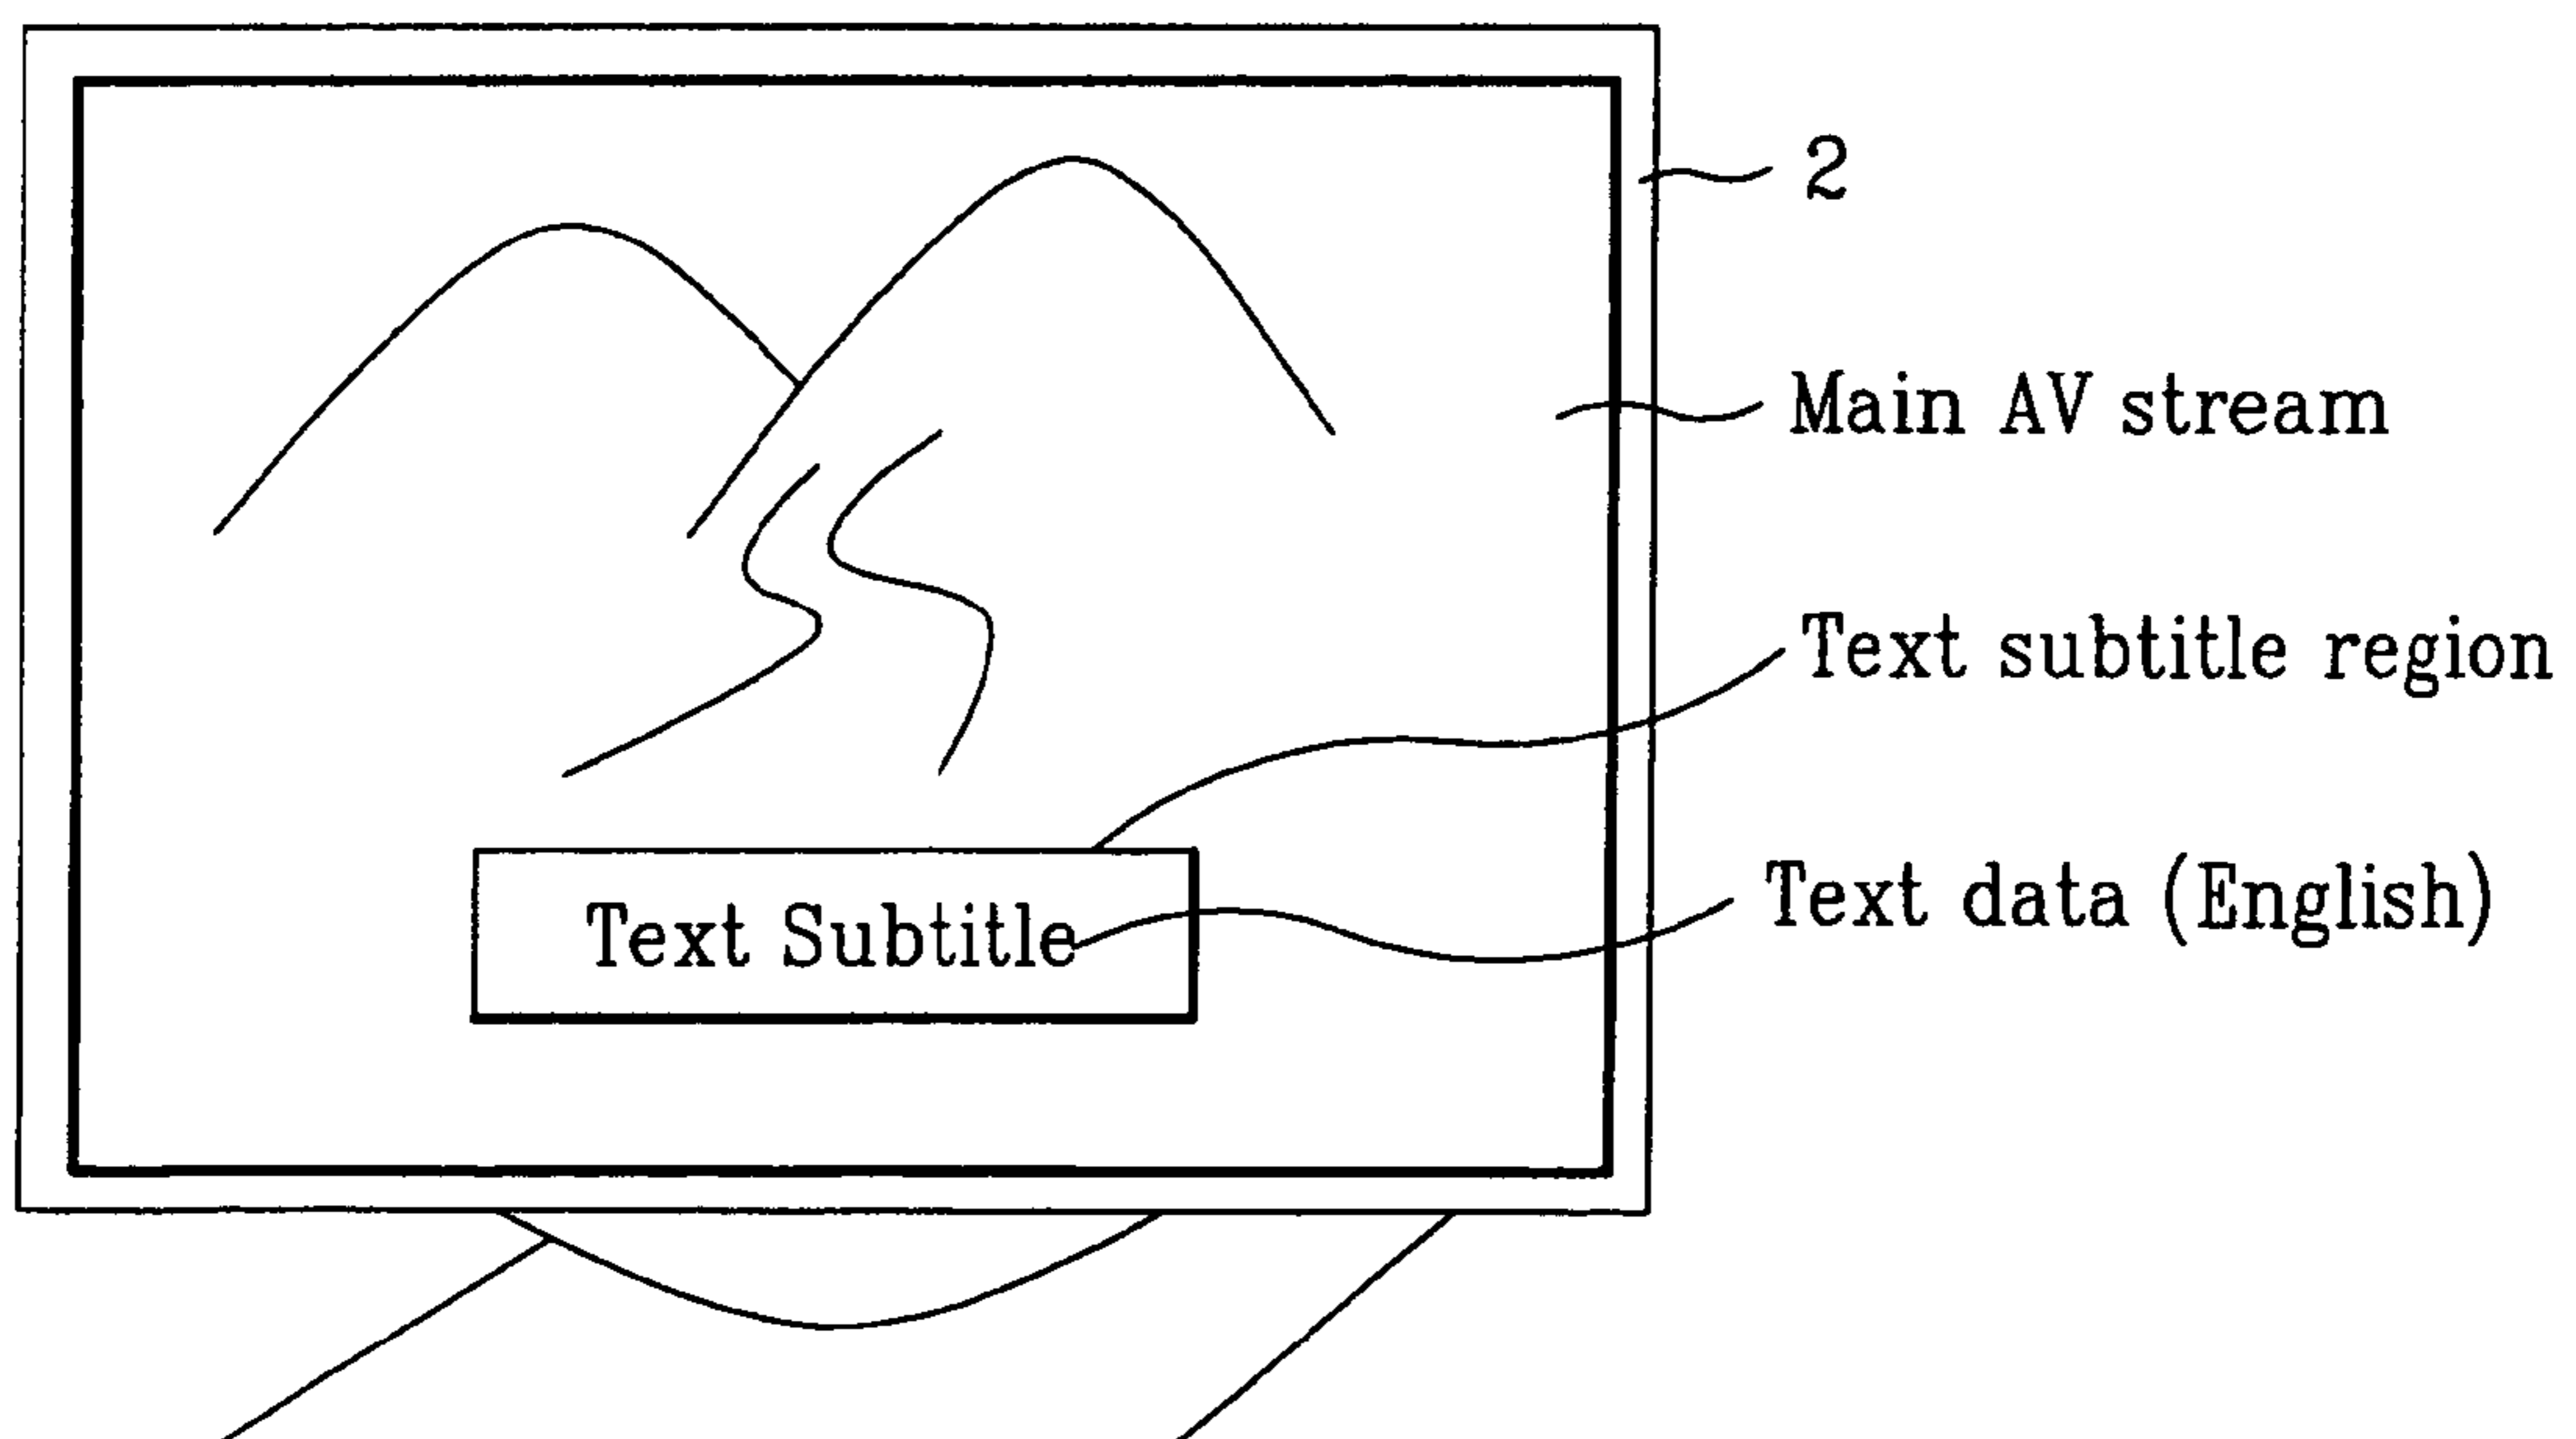 2
Main AV stream
Text subtitle region
Text data (English)
Text Subtitle